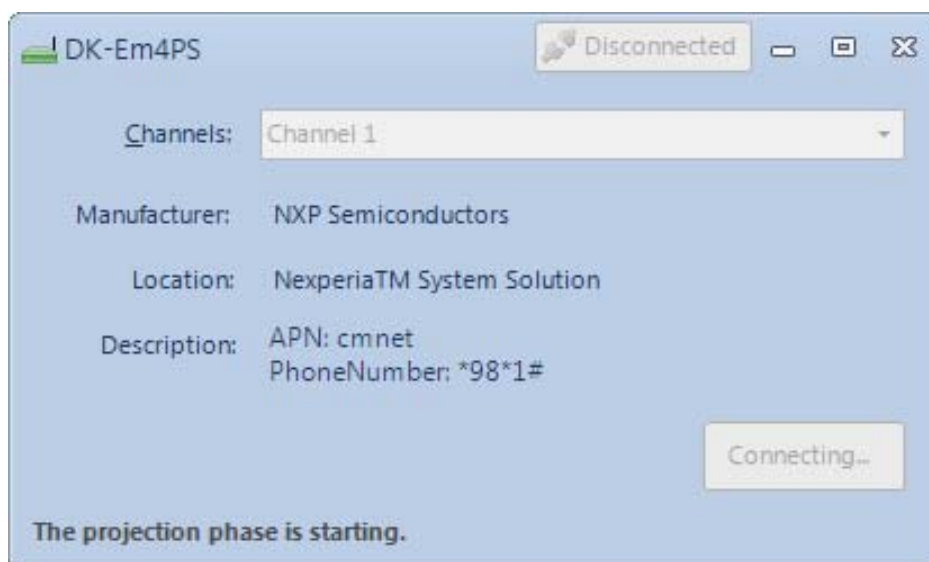 DK-Em4PS Disconnected
Channels: Channel 1
Manufacturer: NXP Semiconductors
Location: NexperiaTM System Solution
Description: APN: cmnet
PhoneNumber: *98*1#
Connecting...
The projection phase is starting.